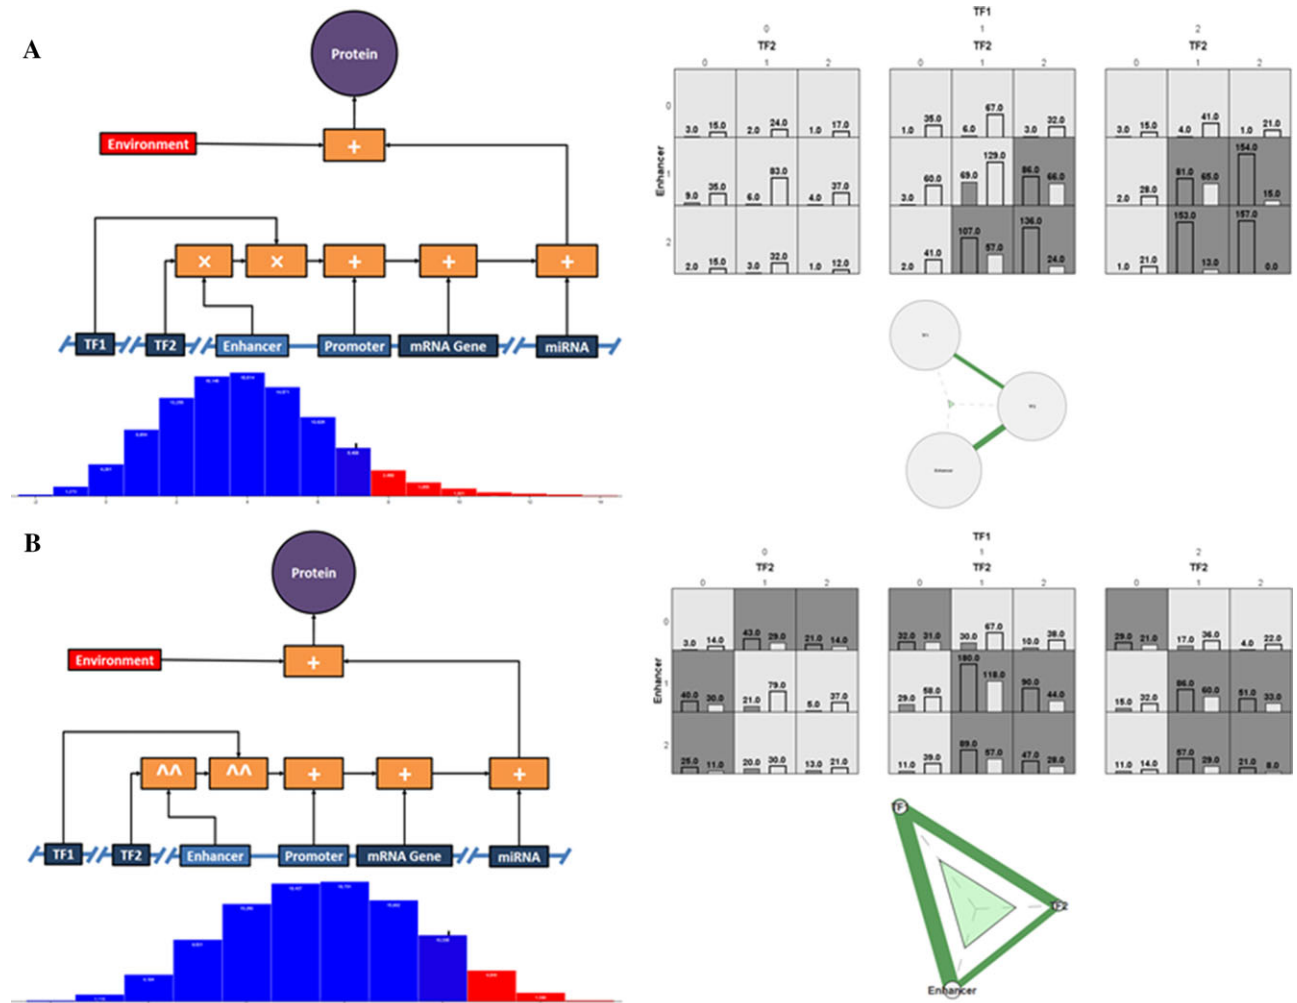 A
Protein
Environment
+
× × + + +
TF1 TF2 Enhancer Promoter mRNA Gene miRNA
TF1
0 1 2
TF2 TF2 TF2
0 1 2 0 1 2 0 1 2
Enhancer
0
3.0 15.0 2.0 24.0 1.0 17.0 1.0 35.0 6.0 67.0 3.0 32.0 3.0 15.0 4.0 41.0 1.0 21.0
1
9.0 35.0 6.0 83.0 4.0 37.0 3.0 60.0 69.0 129.0 86.0 66.0 2.0 28.0 81.0 65.0 154.0 15.0
2
2.0 15.0 3.0 32.0 1.0 12.0 2.0 41.0 107.0 57.0 136.0 24.0 1.0 21.0 153.0 13.0 157.0 0.0
Enhancer
B
Protein
Environment
+
^^ ^^ + + +
TF1 TF2 Enhancer Promoter mRNA Gene miRNA
TF1
0 1 2
TF2 TF2 TF2
0 1 2 0 1 2 0 1 2
Enhancer
0
3.0 14.0 43.0 29.0 21.0 14.0 32.0 31.0 30.0 67.0 10.0 38.0 29.0 21.0 17.0 36.0 4.0 22.0
1
40.0 30.0 21.0 79.0 5.0 37.0 29.0 58.0 180.0 118.0 90.0 44.0 15.0 32.0 86.0 60.0 51.0 33.0
2
25.0 11.0 20.0 30.0 13.0 21.0 11.0 39.0 89.0 57.0 47.0 28.0 11.0 14.0 57.0 29.0 21.0 8.0
TF1
TF2
Enhancer